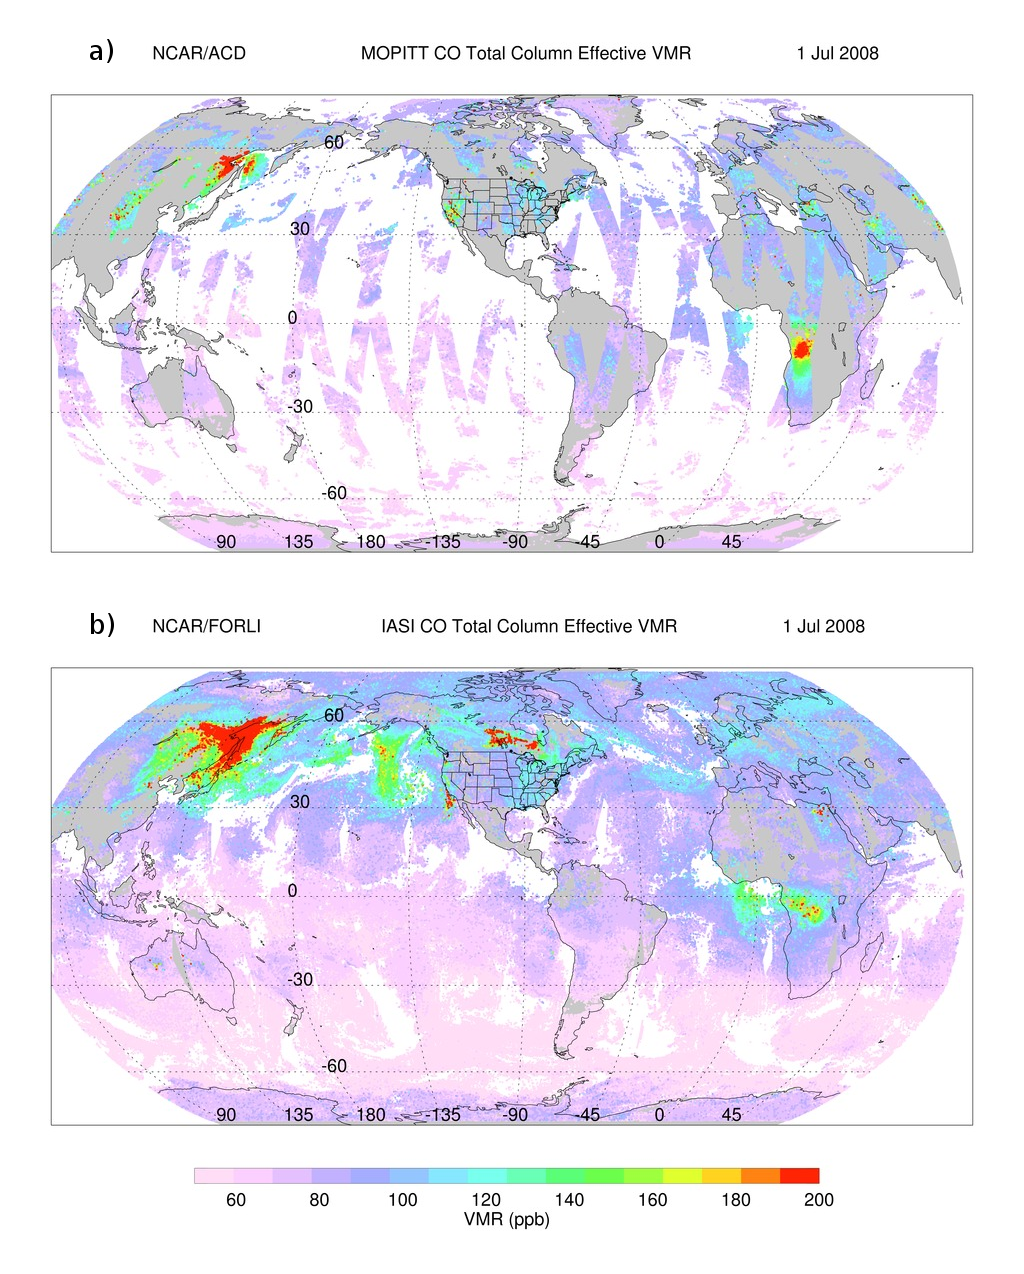 a) NCAR/ACD MOPITT CO Total Column Effective VMR 1 Jul 2008
60
30
0
-30
-60
90 135 180 -135 -90 -45 0 45
b) NCAR/FORLI IASI CO Total Column Effective VMR 1 Jul 2008
60
30
0
-30
-60
90 135 180 -135 -90 -45 0 45
60 80 100 120 140 160 180 200
VMR (ppb)